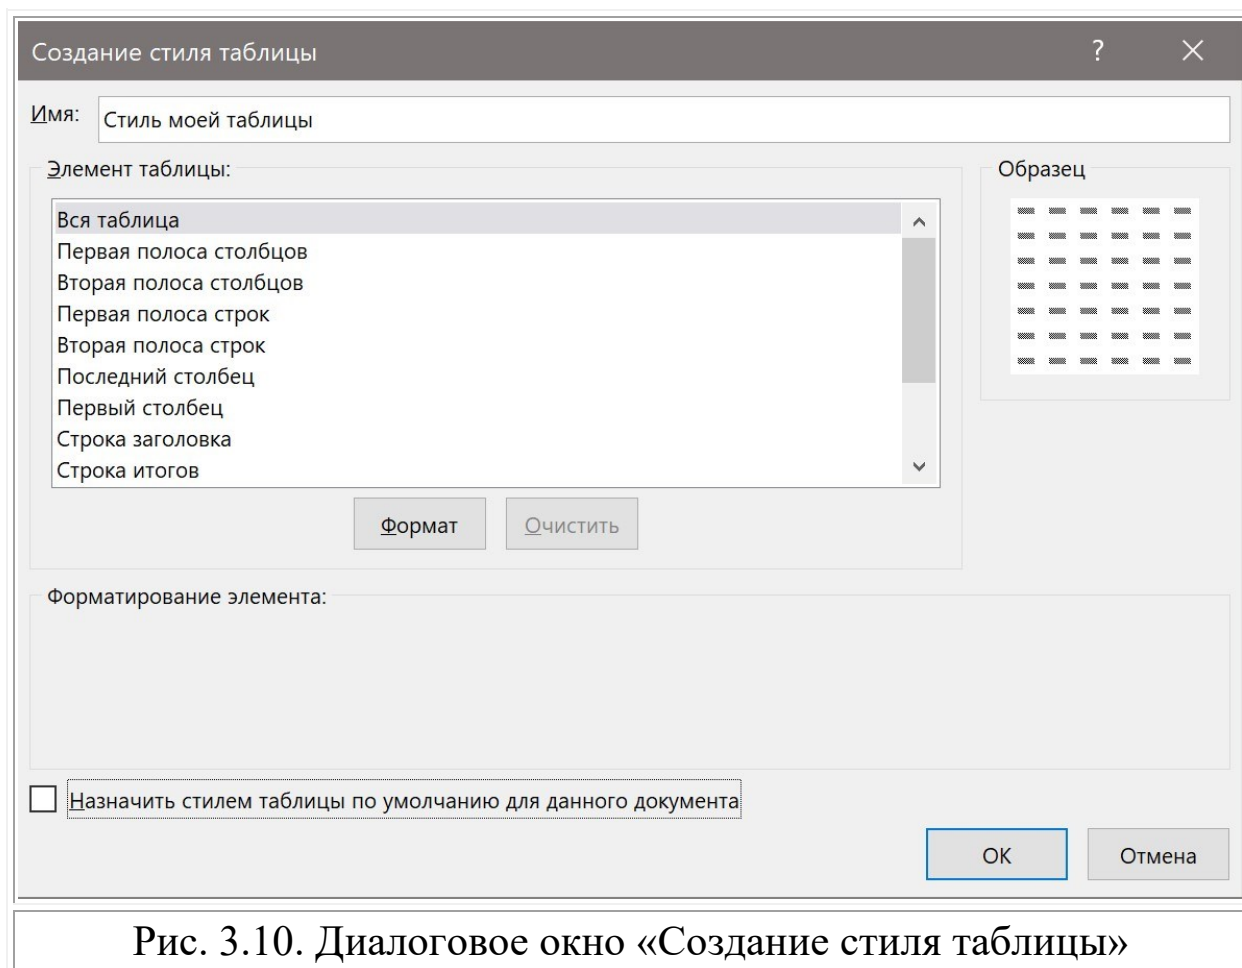 Создание стиля таблицы ?
Имя: Стиль моей таблицы
Элемент таблицы:
Образец
Вся таблица
Первая полоса столбцов
Вторая полоса столбцов
Первая полоса строк
Вторая полоса строк
Последний столбец
Первый столбец
Строка заголовка
Строка итогов
Формат Очистить
Форматирование элемента:
Назначить стилем таблицы по умолчанию для данного документа
ОК Отмена
Рис. 3.10. Диалоговое окно «Создание стиля таблицы»